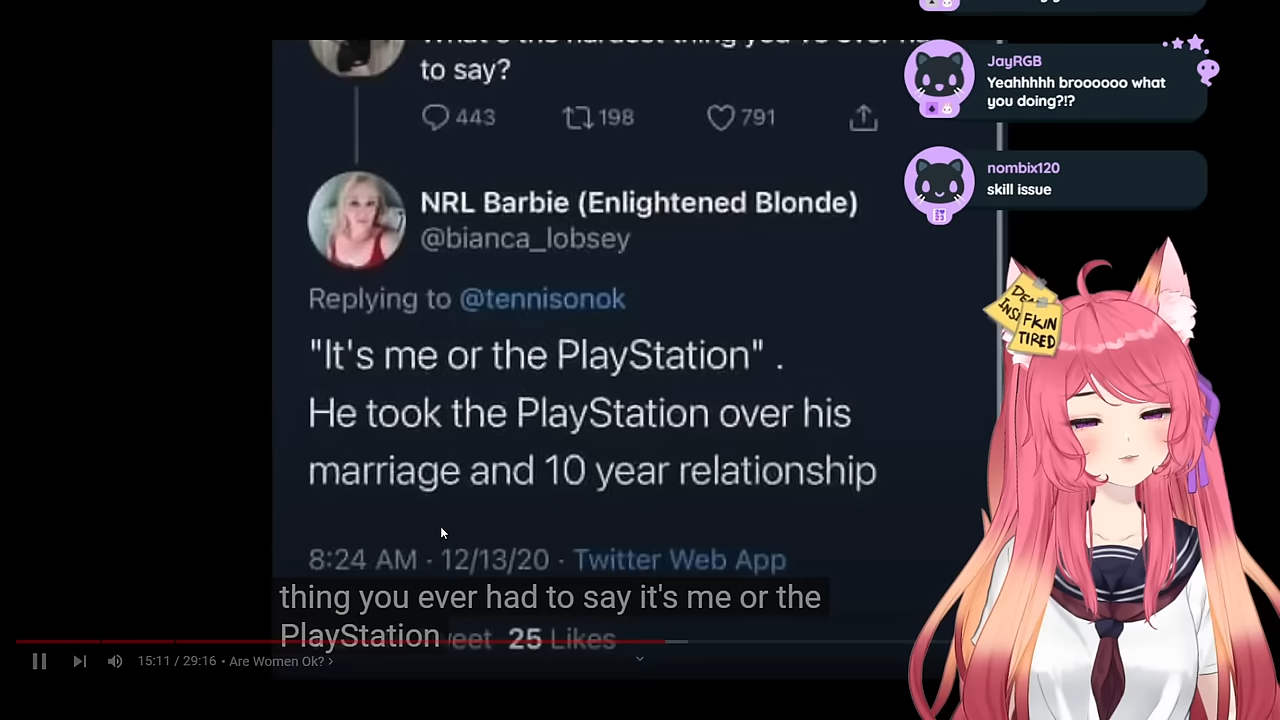 to say?
443 198 791
NRL Barbie (Enlightened Blonde)
@bianca_lobsey
Replying to @tennisonok
"It's me or the PlayStation" .
He took the PlayStation over his
marriage and 10 year relationship
8:24 AM · 12/13/20 · Twitter Web App
25 Likes
thing you ever had to say it's me or the
PlayStation
15:11 / 29:16 • Are Women Ok? ›
JayRGB
Yeahhhhh broooooo what
you doing?!?
nombix120
skill issue
FKIN
TIRED